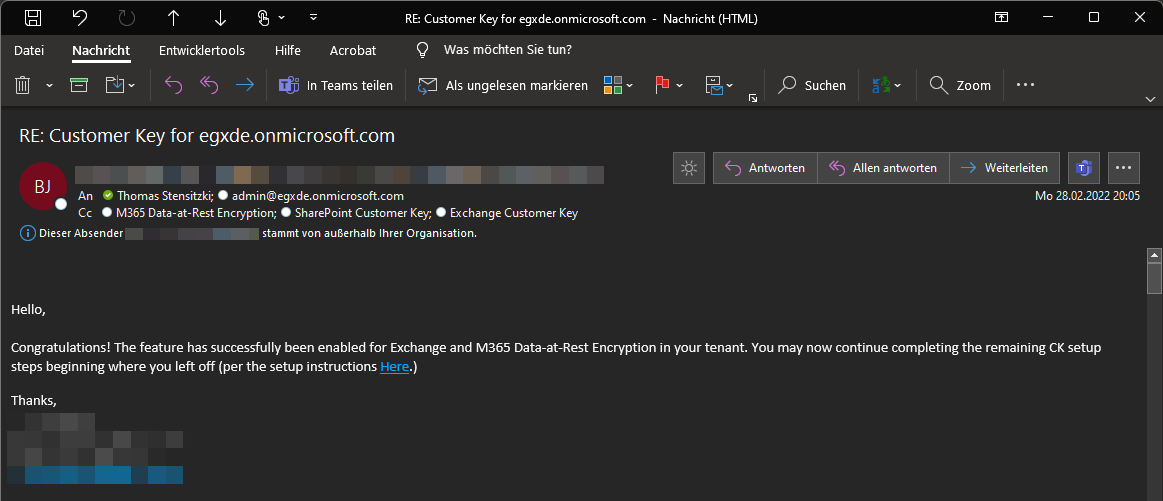 RE: Customer Key for egxde.onmicrosoft.com - Nachricht (HTML)
Datei Nachricht Entwicklertools Hilfe Acrobat Was möchten Sie tun?
In Teams teilen Als ungelesen markieren Suchen Zoom
RE: Customer Key for egxde.onmicrosoft.com
BJ
Antworten Allen antworten Weiterleiten
An Thomas Stensitzki; admin@egxde.onmicrosoft.com
Mo 28.02.2022 20:05
Cc M365 Data-at-Rest Encryption; SharePoint Customer Key; Exchange Customer Key
Dieser Absender stammt von außerhalb Ihrer Organisation.
Hello,
Congratulations! The feature has successfully been enabled for Exchange and M365 Data-at-Rest Encryption in your tenant. You may now continue completing the remaining CK setup
steps beginning where you left off (per the setup instructions Here.)
Thanks,